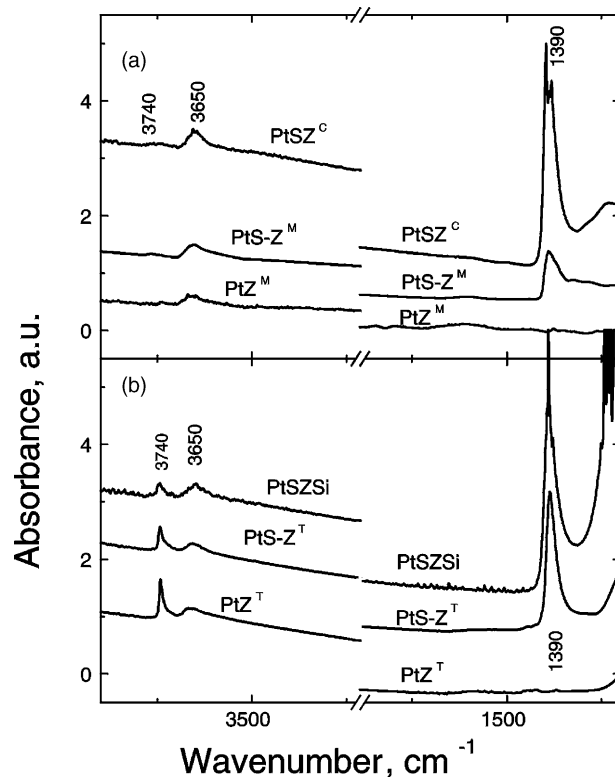 (a)
3740
3650
1390
4
PtSZ^C
2
PtS-Z^M
PtSZ^C
PtS-Z^M
PtZ^M
PtZ^M
0
(b)
3740
3650
4
PtSZSi
PtS-Z^T
2
PtSZSi
PtZ^T
PtS-Z^T
1390
PtZ^T
0
Absorbance, a.u.
3500 1500
Wavenumber, cm^-1